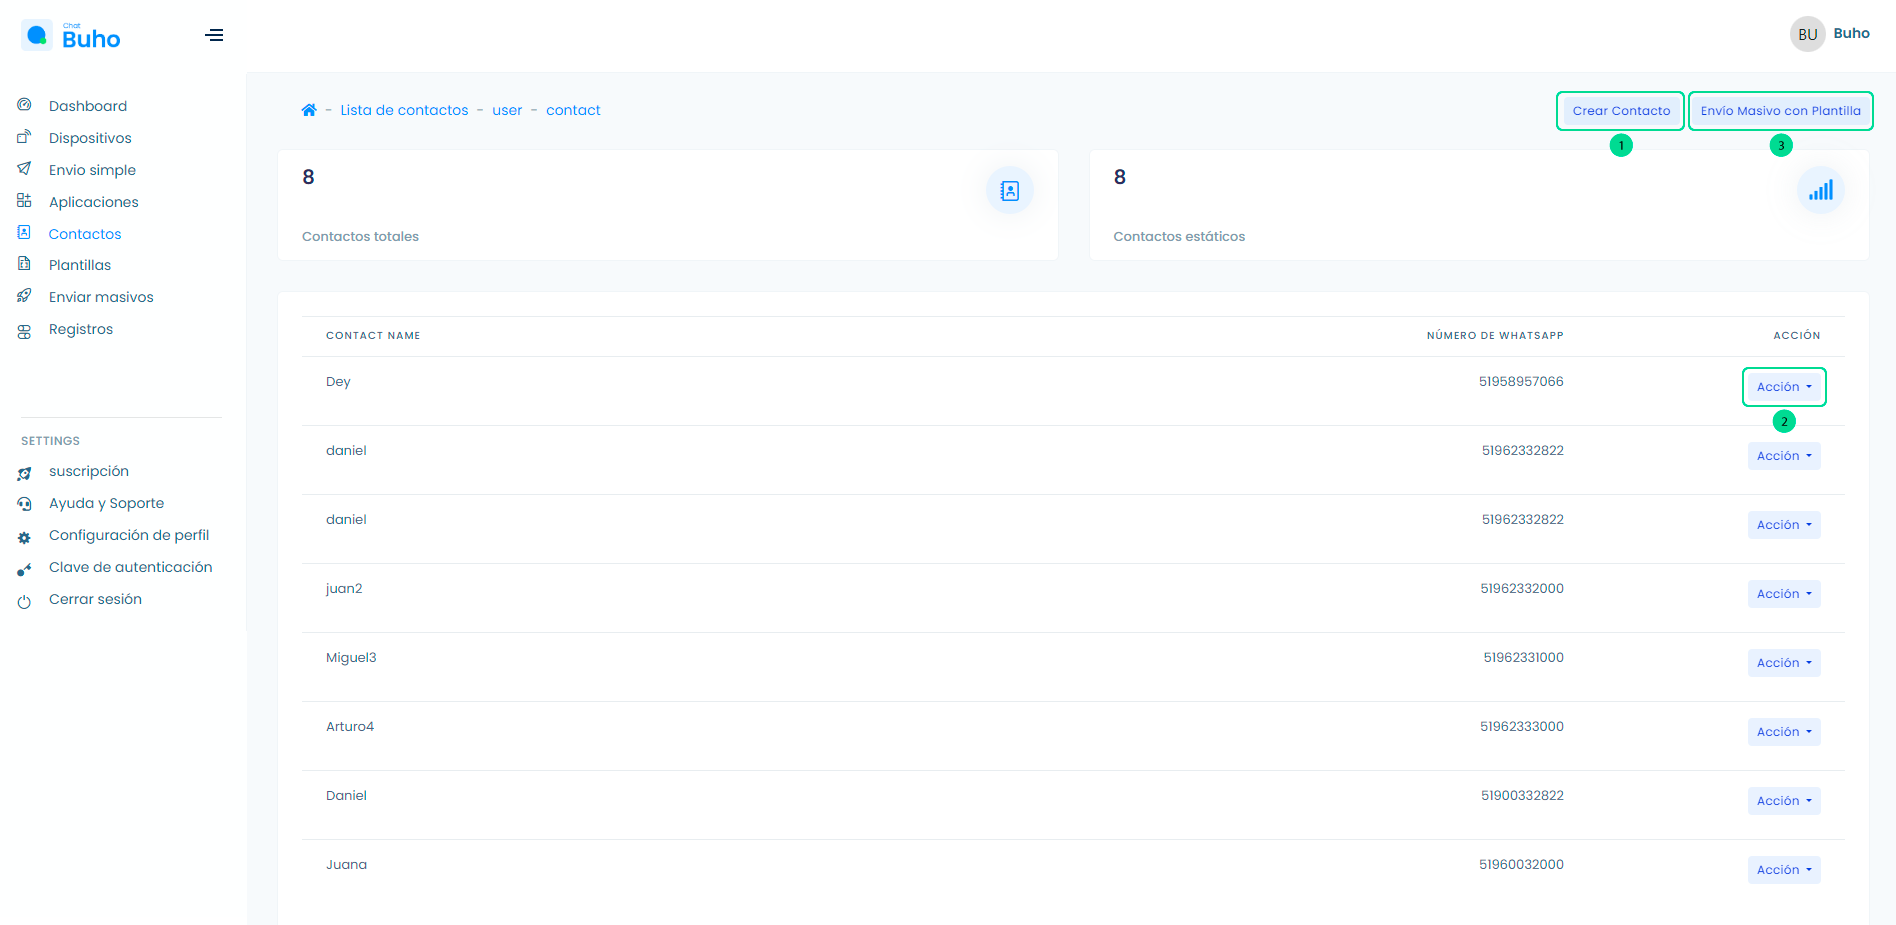 Chat
Buho
BU Buho
Dashboard
Dispositivos
Envio simple
Aplicaciones
Contactos
Plantillas
Enviar masivos
Registros
SETTINGS
suscripción
Ayuda y Soporte
Configuración de perfil
Clave de autenticación
Cerrar sesión
- Lista de contactos - user - contact
Crear Contacto Envío Masivo con Plantilla
1 3
8
Contactos totales
8
Contactos estáticos
CONTACT NAME NÚMERO DE WHATSAPP ACCIÓN
Dey 51958957066 Acción
2
daniel 51962332822 Acción
daniel 51962332822 Acción
juan2 51962332000 Acción
Miguel3 51962331000 Acción
Arturo4 51962333000 Acción
Daniel 51900332822 Acción
Juana 51960032000 Acción